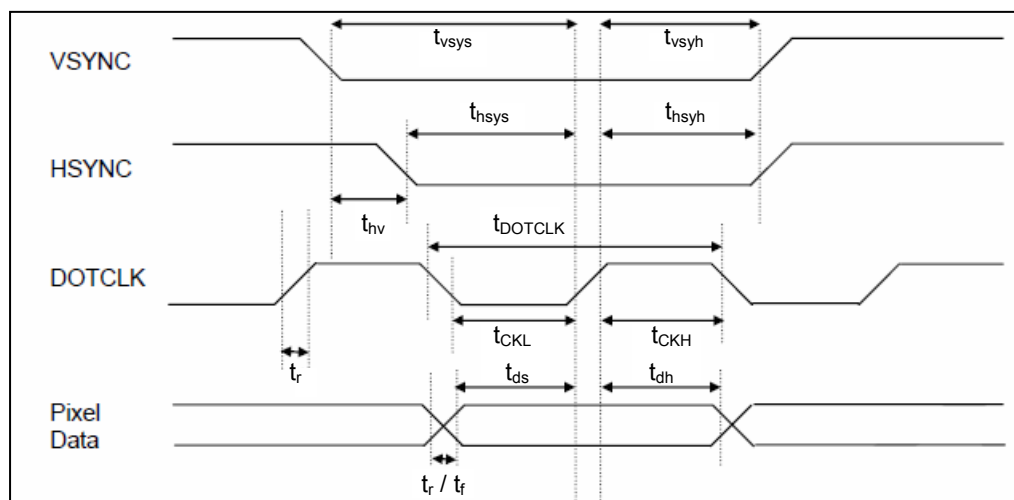 VSYNC
tvsys tvsyh
HSYNC
thsys thsyh
thv
tDOTCLK
DOTCLK
tCKL tCKH
tr
tds tdh
Pixel
Data
tr / tf